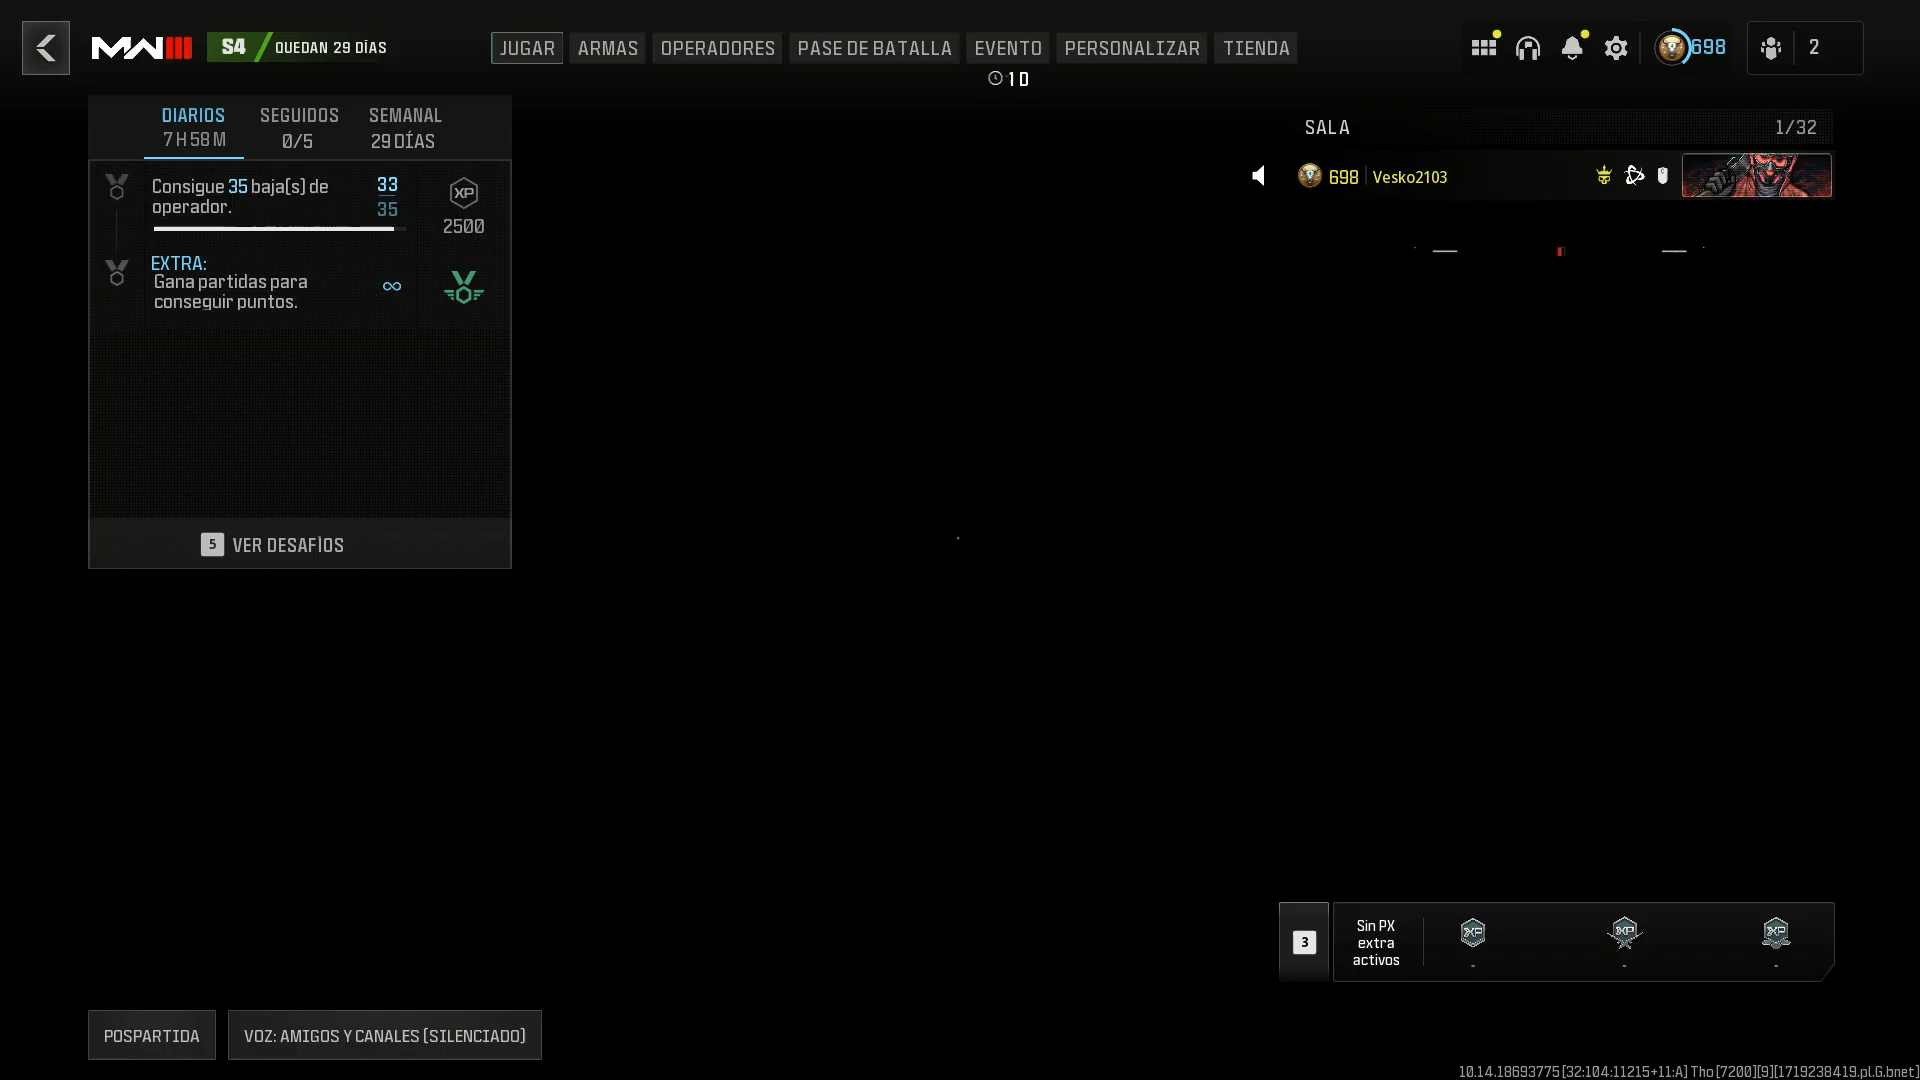 MWIII S4 QUEDAN 29 DÍAS
JUGAR ARMAS OPERADORES PASE DE BATALLA EVENTO PERSONALIZAR TIENDA
698 2
1 D
DIARIOS SEGUIDOS SEMANAL
7 H 58 M 0/5 29 DÍAS
SALA 1/32
698 Vesko2103
Consigue 35 baja(s) de
operador.
33
35
XP
2500
EXTRA:
Gana partidas para
conseguir puntos.
∞
5 VER DESAFÍOS
3
Sin PX
extra
activos
XP XP XP
- - -
POSPARTIDA VOZ: AMIGOS Y CANALES (SILENCIADO)
10.14.18693775 [32:104:11215+11:A] Tho [7200][9][1719238419.pl.G.bnet]